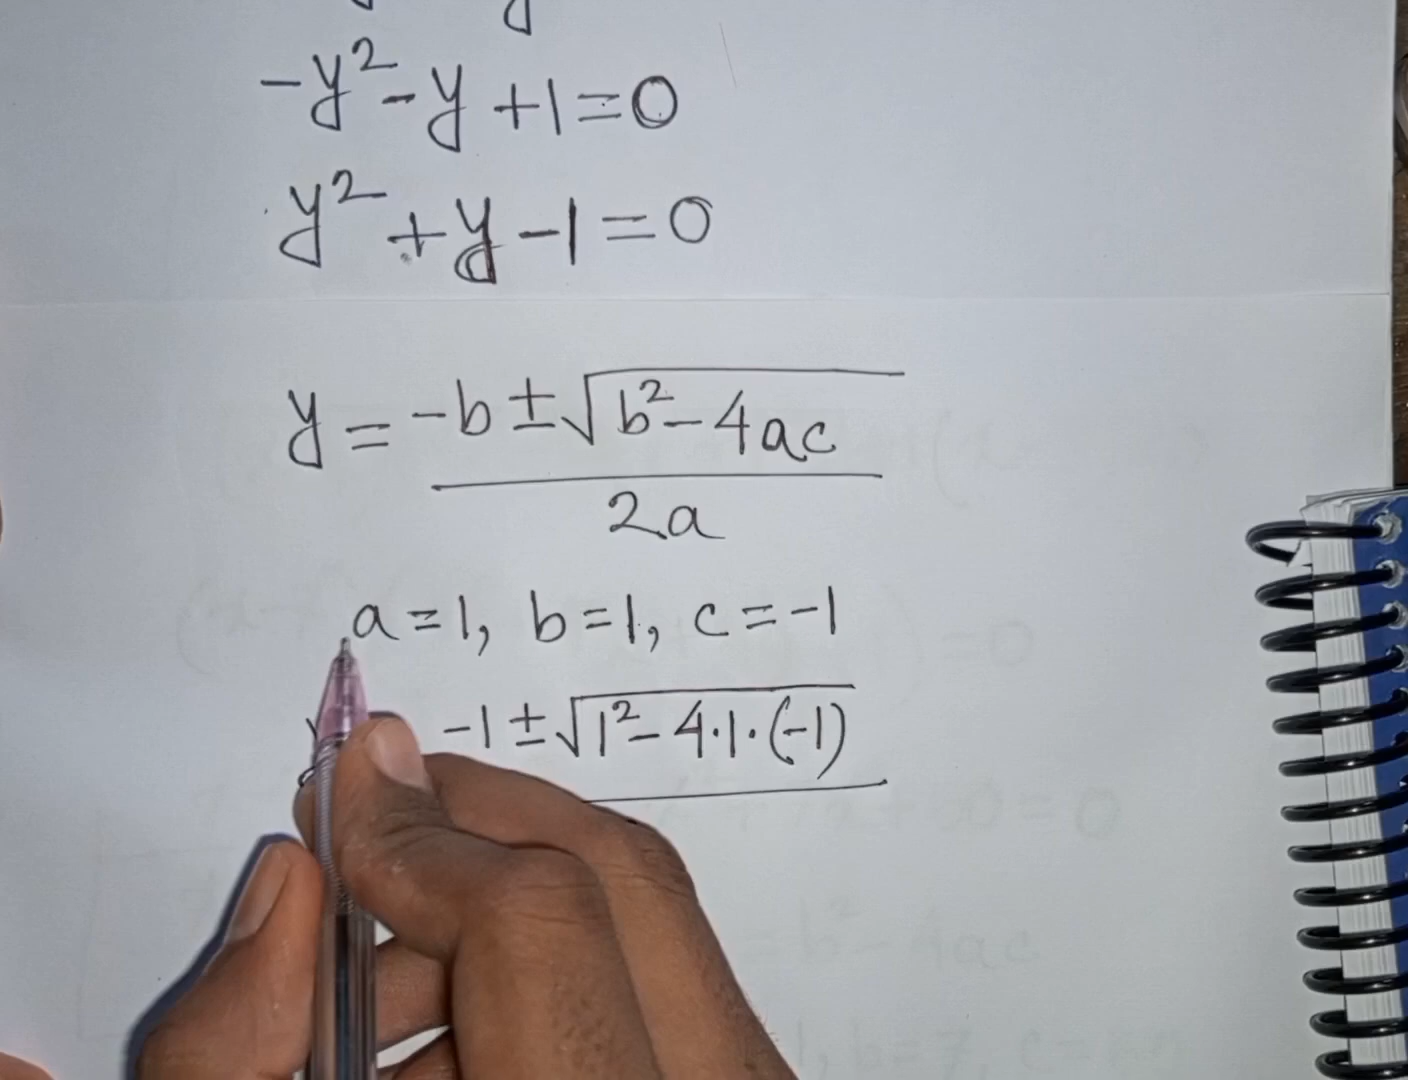 -y²-y+1=0
y²+y-1=0
y = -b±√b²-4ac
2a
a=1, b=1, c=-1
-1±√1²-4·1·(-1)